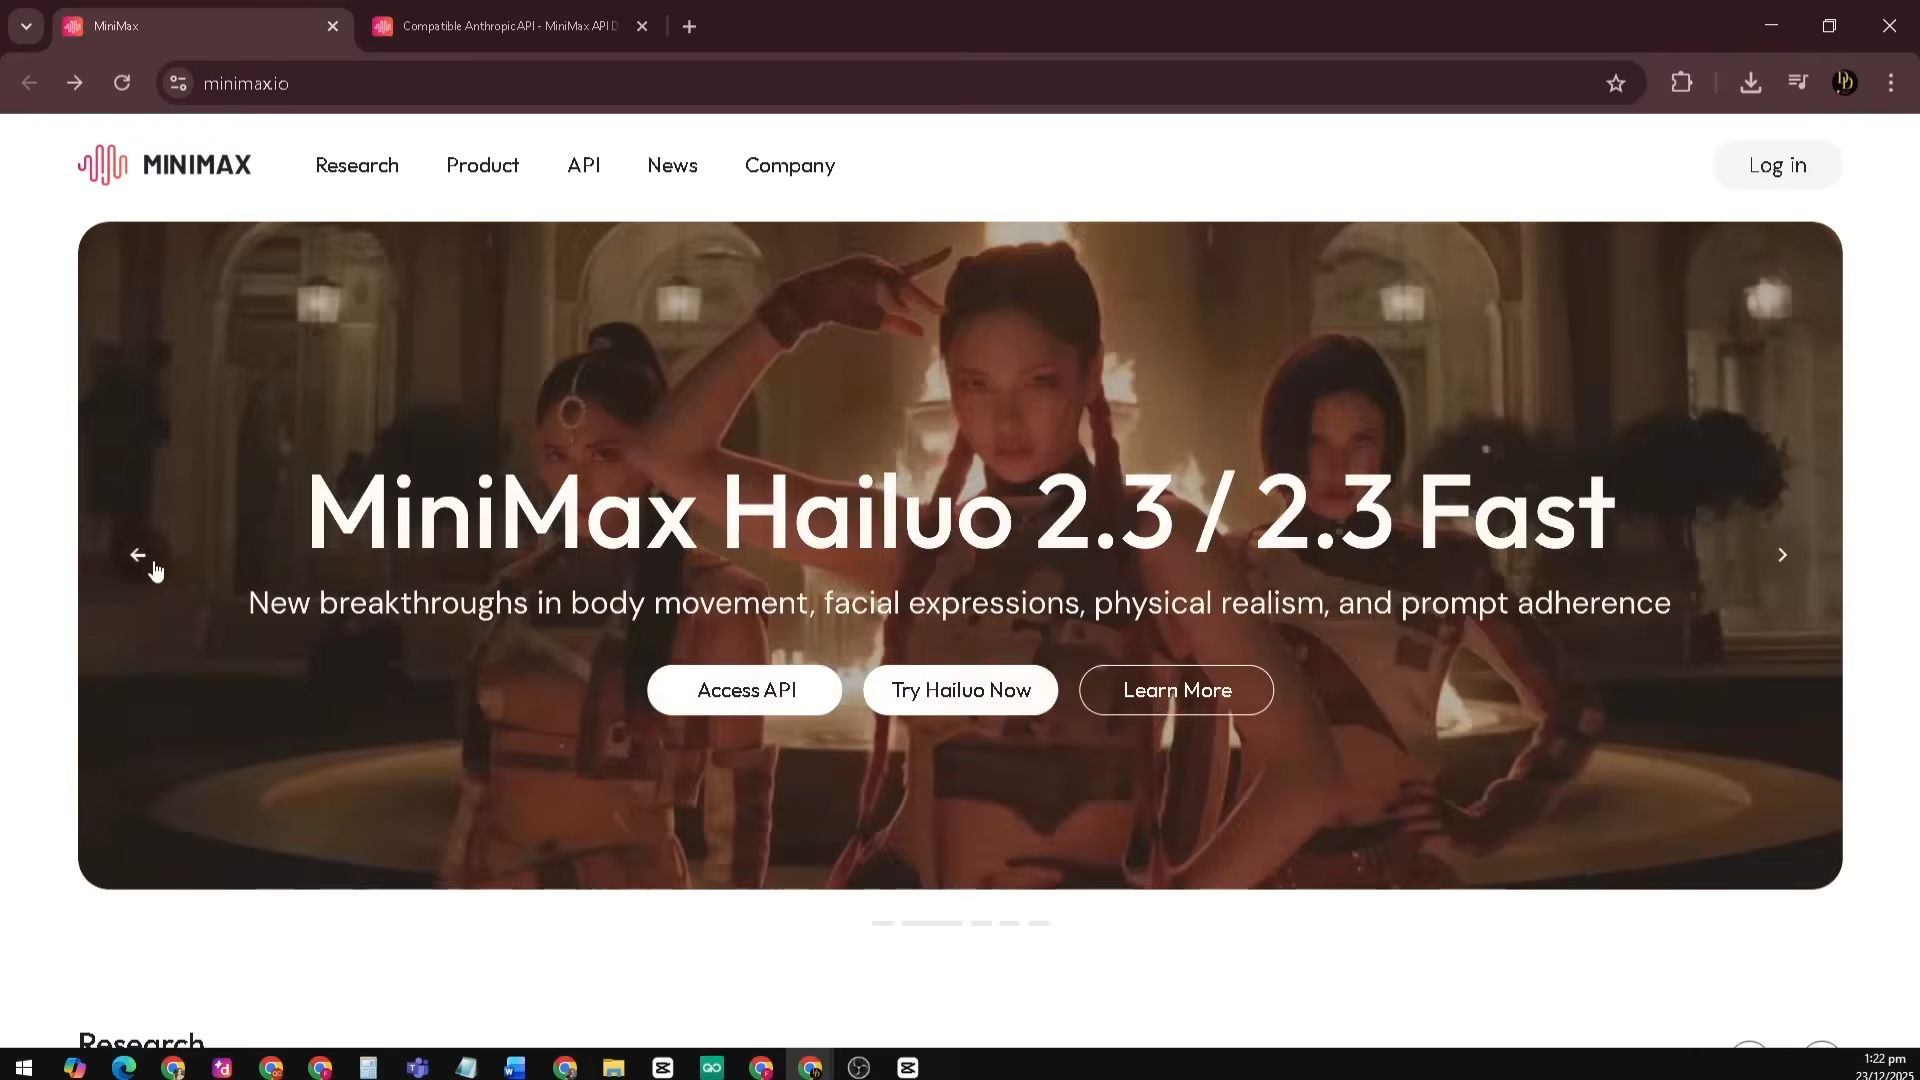 MiniMax
Compatible Anthropic API - MiniMax API D
minimax.io
MINIMAX
Research
Product
API
News
Company
Log in
MiniMax Hailuo 2.3 / 2.3 Fast
New breakthroughs in body movement, facial expressions, physical realism, and prompt adherence
Access API
Try Hailuo Now
Learn More
Research
1:22 pm
23/12/2025